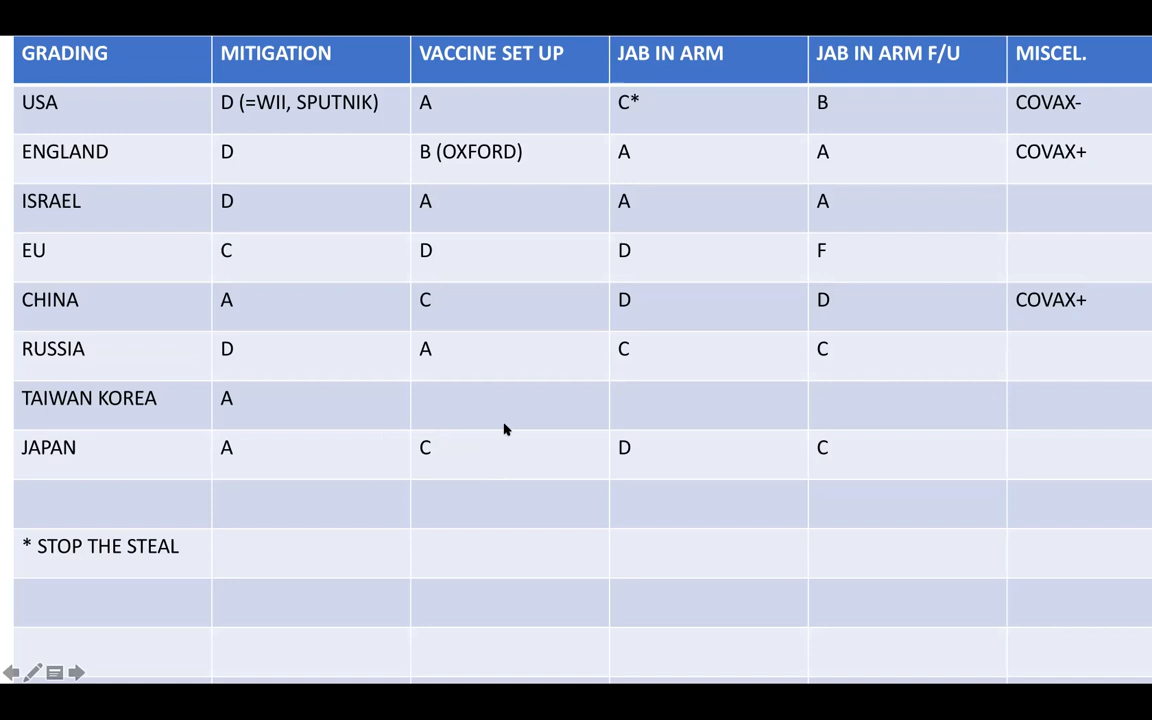 GRADING MITIGATION VACCINE SET UP JAB IN ARM JAB IN ARM F/U MISCEL.
USA D (=WII, SPUTNIK) A C* B COVAX-
ENGLAND D B (OXFORD) A A COVAX+
ISRAEL D A A A
EU C D D F
CHINA A C D D COVAX+
RUSSIA D A C C
TAIWAN KOREA A
JAPAN A C D C
* STOP THE STEAL